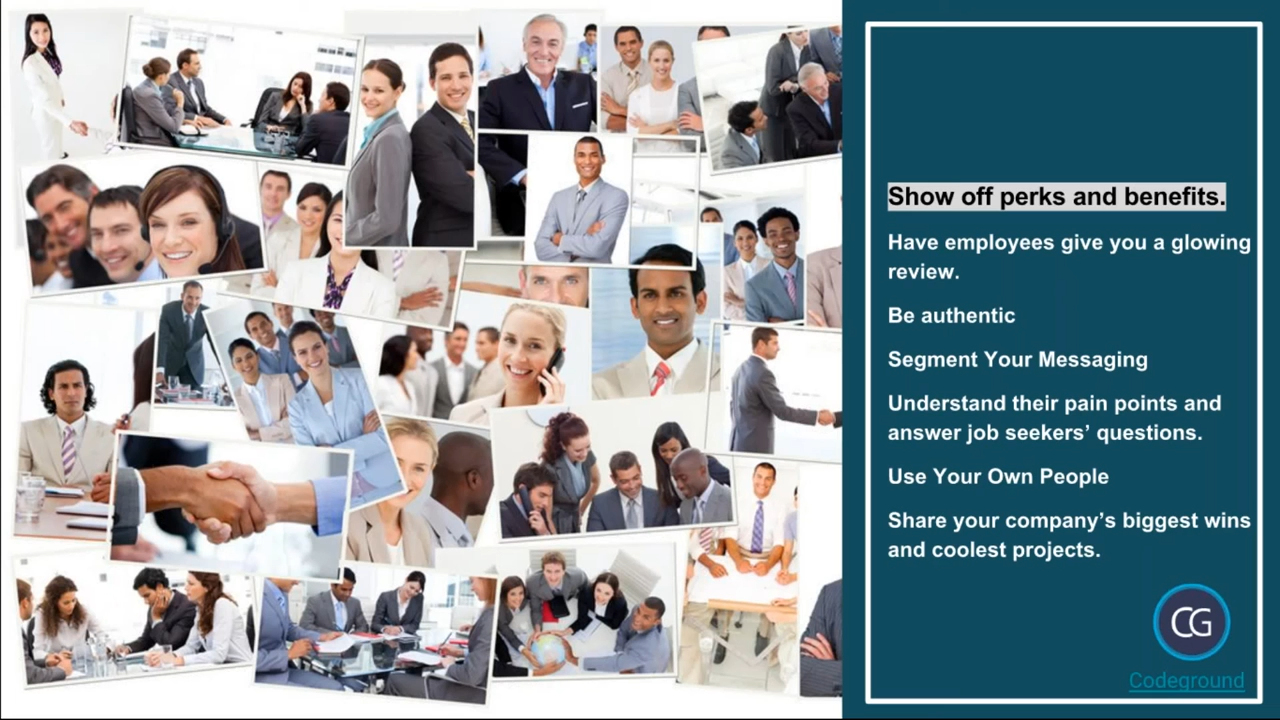 Show off perks and benefits.
Have employees give you a glowing
review.
Be authentic
Segment Your Messaging
Understand their pain points and
answer job seekers’ questions.
Use Your Own People
Share your company’s biggest wins
and coolest projects.
CG
Codeground